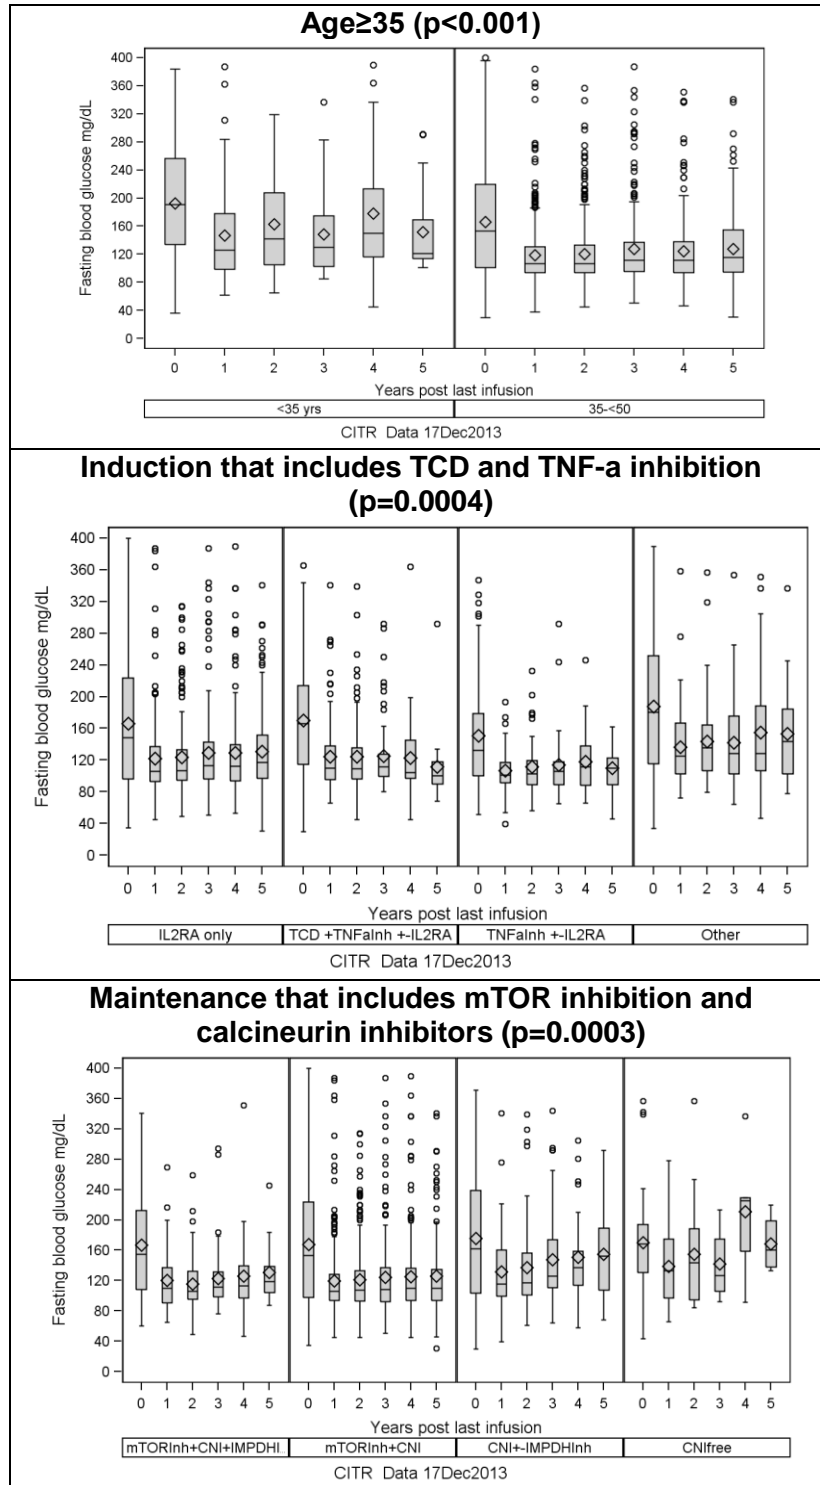 Age≥35 (p<0.001)
400
360
320
280
240
200
160
120
80
40
0
Fasting blood glucose mg/dL
0 1 2 3 4 5 0 1 2 3 4 5
Years post last infusion
<35 yrs 35-<50
CITR Data 17Dec2013
Induction that includes TCD and TNF-a inhibition
(p=0.0004)
400
360
320
280
240
200
160
120
80
40
0
Fasting blood glucose mg/dL
0 1 2 3 4 5 0 1 2 3 4 5 0 1 2 3 4 5 0 1 2 3 4 5
Years post last infusion
IL2RA only TCD +TNFaInh +-IL2RA TNFaInh +-IL2RA Other
CITR Data 17Dec2013
Maintenance that includes mTOR inhibition and
calcineurin inhibitors (p=0.0003)
400
360
320
280
240
200
160
120
80
40
0
Fasting blood glucose mg/dL
0 1 2 3 4 5 0 1 2 3 4 5 0 1 2 3 4 5 0 1 2 3 4 5
Years post last infusion
mTORInh+CNI+IMPDHI... mTORInh+CNI CNI+-IMPDHInh CNIfree
CITR Data 17Dec2013